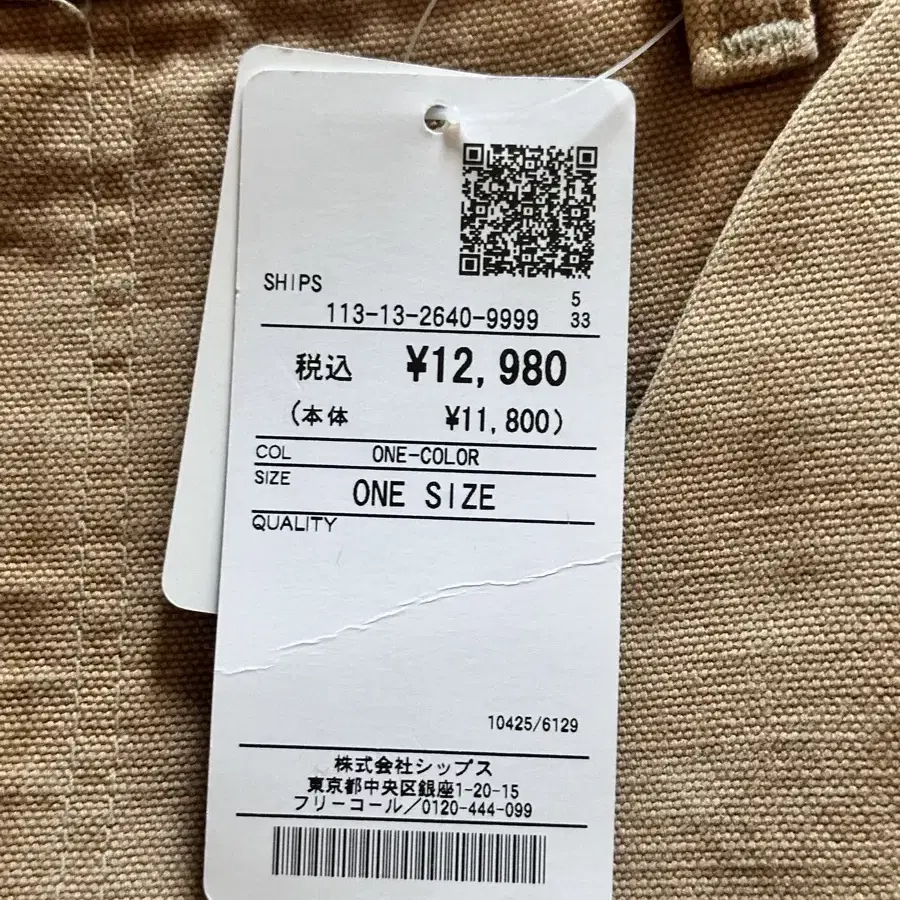 SHIPS
5
113-13-2640-9999 33
税込 ¥12,980
(本体 ¥11,800)
COL ONE-COLOR
SIZE ONE SIZE
QUALITY
10425/6129
株式会社シップス
東京都中央区銀座1-20-15
フリーコール/0120-444-099